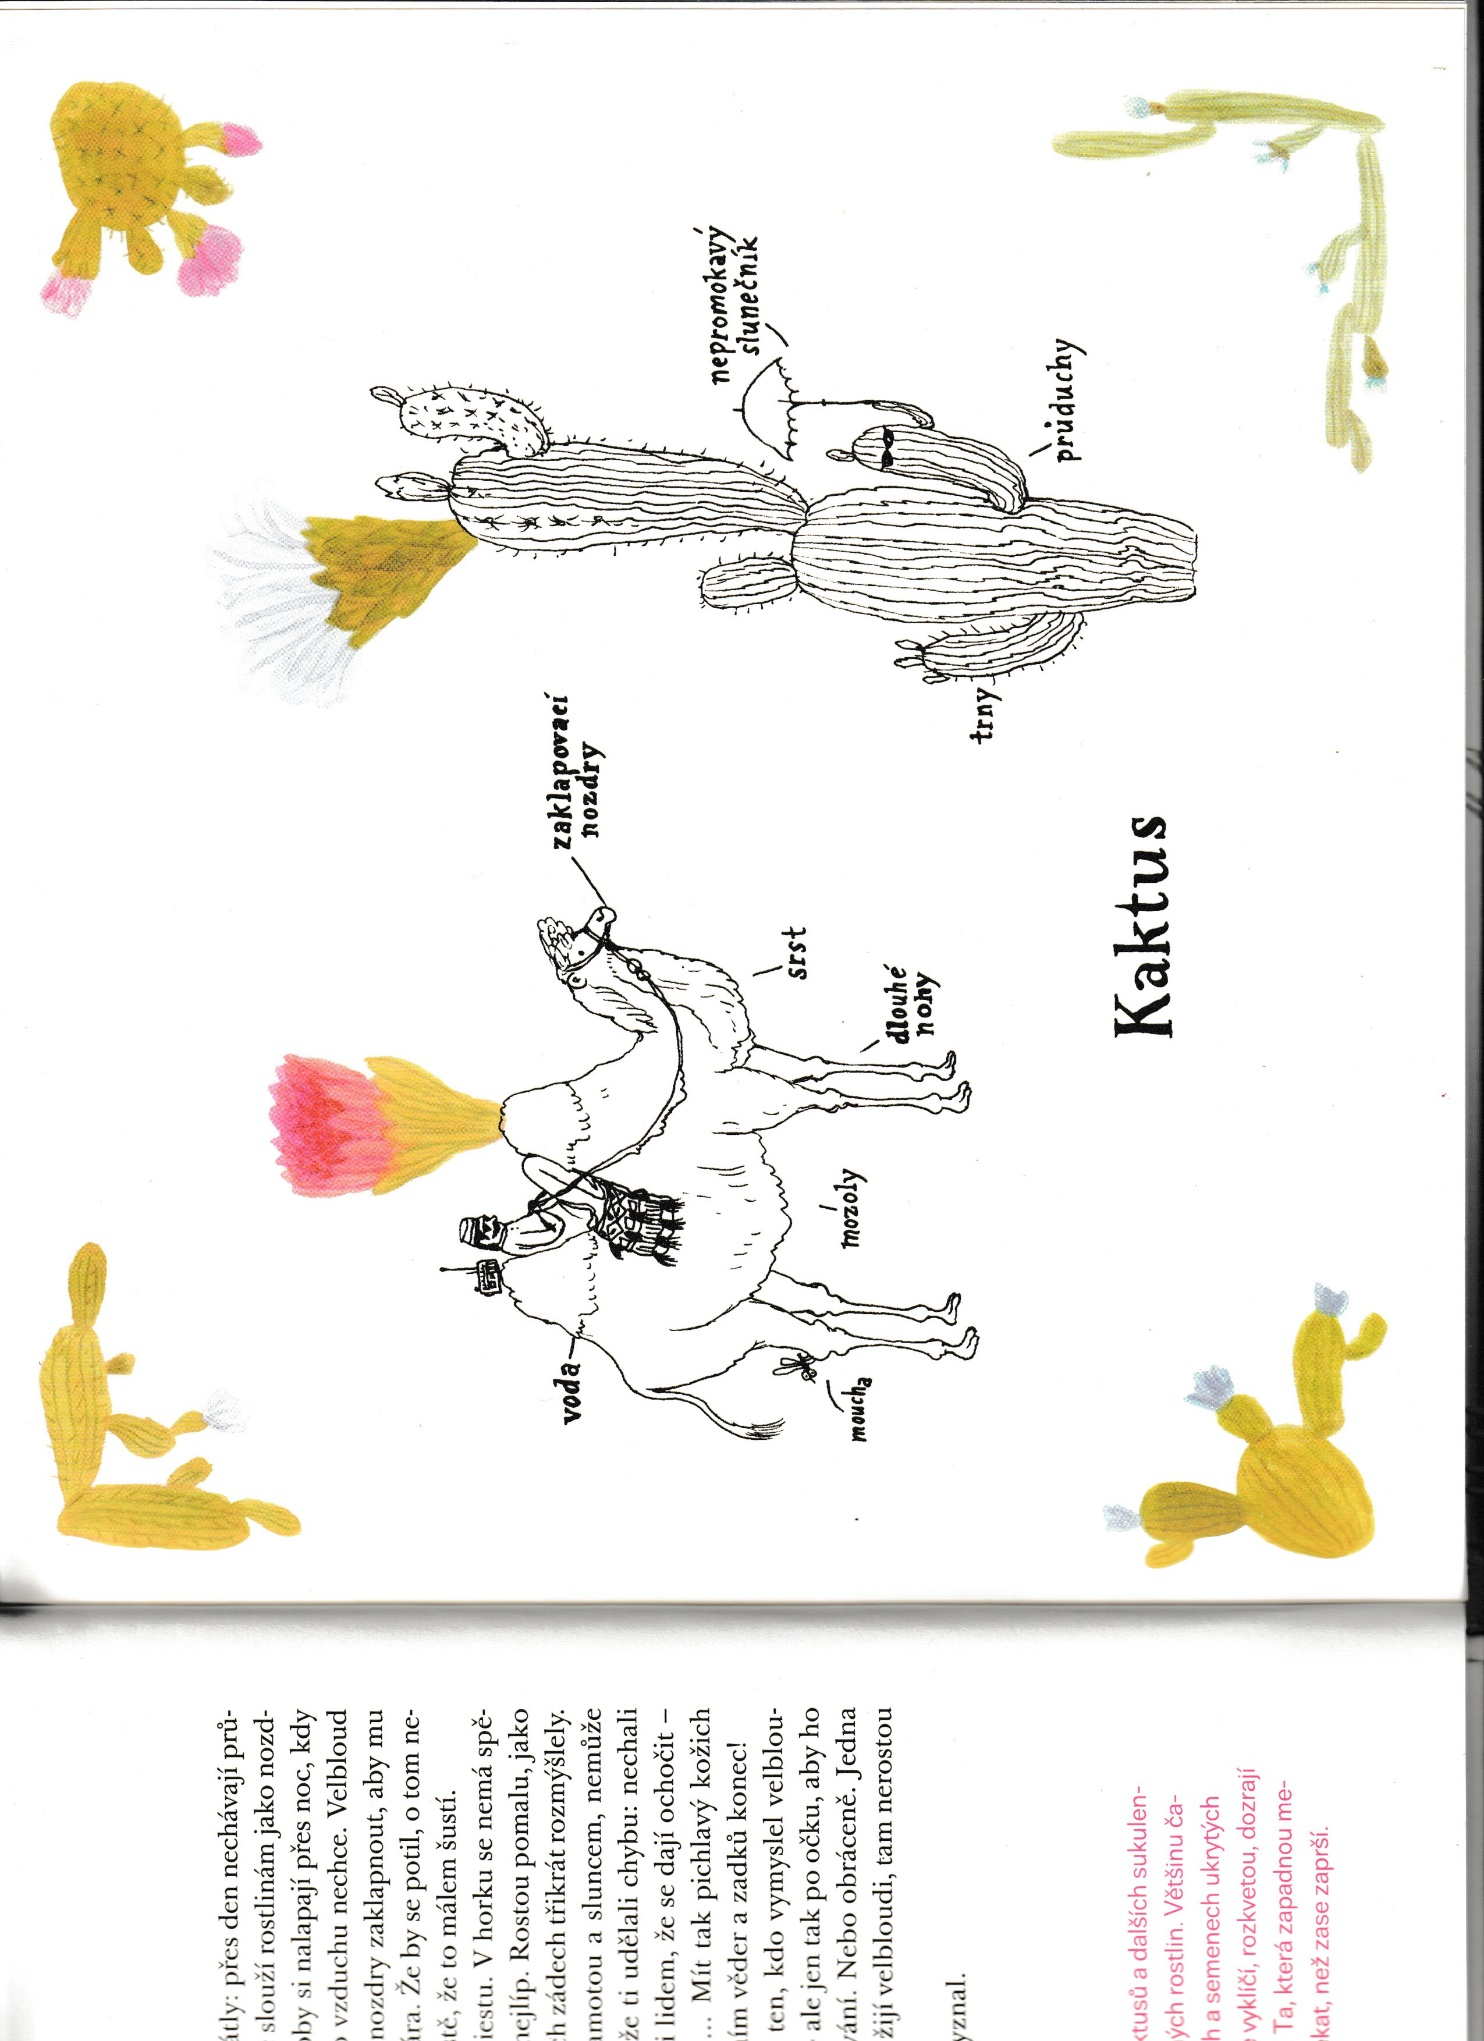 átly: přes den nechávají prů-
slouží rostlinám jako nozd-
oby si nalapají přes noc, kdy
o vzduchu nechce. Velbloud
nozdry zaklapnout, aby mu
ára. Že by se potil, o tom ne-
stě, že to málem šustí.
iestu. V horku se nemá spě-
nejlíp. Rostou pomalu, jako
ch zádech třikrát rozmýšlely.
amotou a sluncem, nemůže
že ti udělali chybu: nechali
i lidem, že se dají ochočit –
… Mít tak pichlavý kožich
ním věder a zadků konec!
ten, kdo vymyslel velblou-
ale jen tak po očku, aby ho
vání. Nebo obráceně. Jedna
žijí velbloudi, tam nerostou
yznal.
ktusů a dalších sukulen-
ých rostlin. Většinu ča-
h a semenech ukrytých
e vyklíčí, rozkvetou, dozrají
Ta, která zapadnou me-
ekat, než zase zaprší.
voda
zaklapovací
nozdry
srst
dlouhé
nohy
mozoly
moucha
nepromokavý
slunečník
průduchy
trny
Kaktus